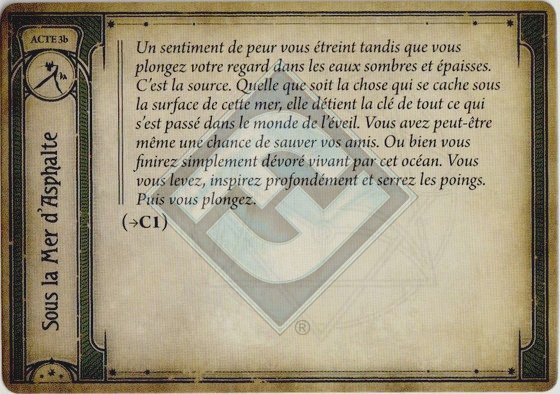 ACTE 3b
Sous la Mer d'Asphalte
Un sentiment de peur vous étreint tandis que vous
plongez votre regard dans les eaux sombres et épaisses.
C'est la source. Quelle que soit la chose qui se cache sous
la surface de cette mer, elle détient la clé de tout ce qui
s'est passé dans le monde de l'éveil. Vous avez peut-être
même une chance de sauver vos amis. Ou bien vous
finirez simplement dévoré vivant par cet océan. Vous
vous levez, inspirez profondément et serrez les poings.
Puis vous plongez.
(→C1)
®